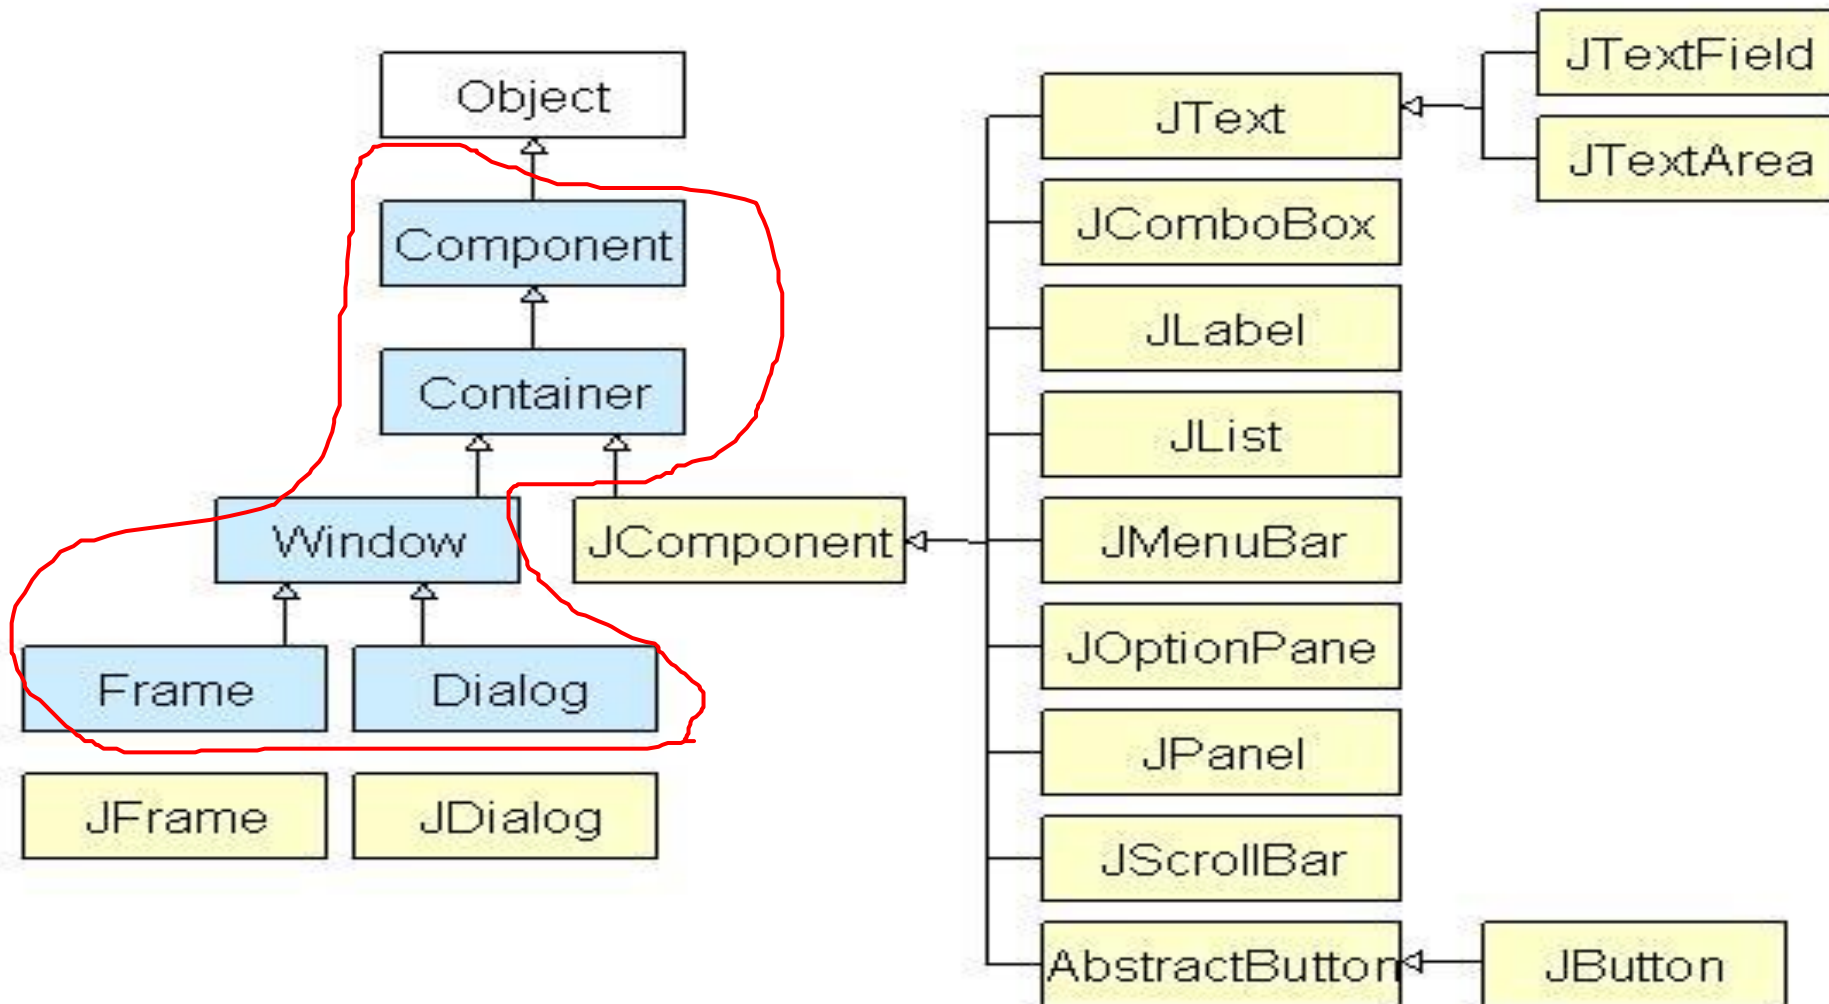 Object
Component
Container
Window
JComponent
Frame
Dialog
JFrame
JDialog
JText
JComboBox
JLabel
JList
JMenuBar
JOptionPane
JPanel
JScrollBar
AbstractButton
JTextField
JTextArea
JButton